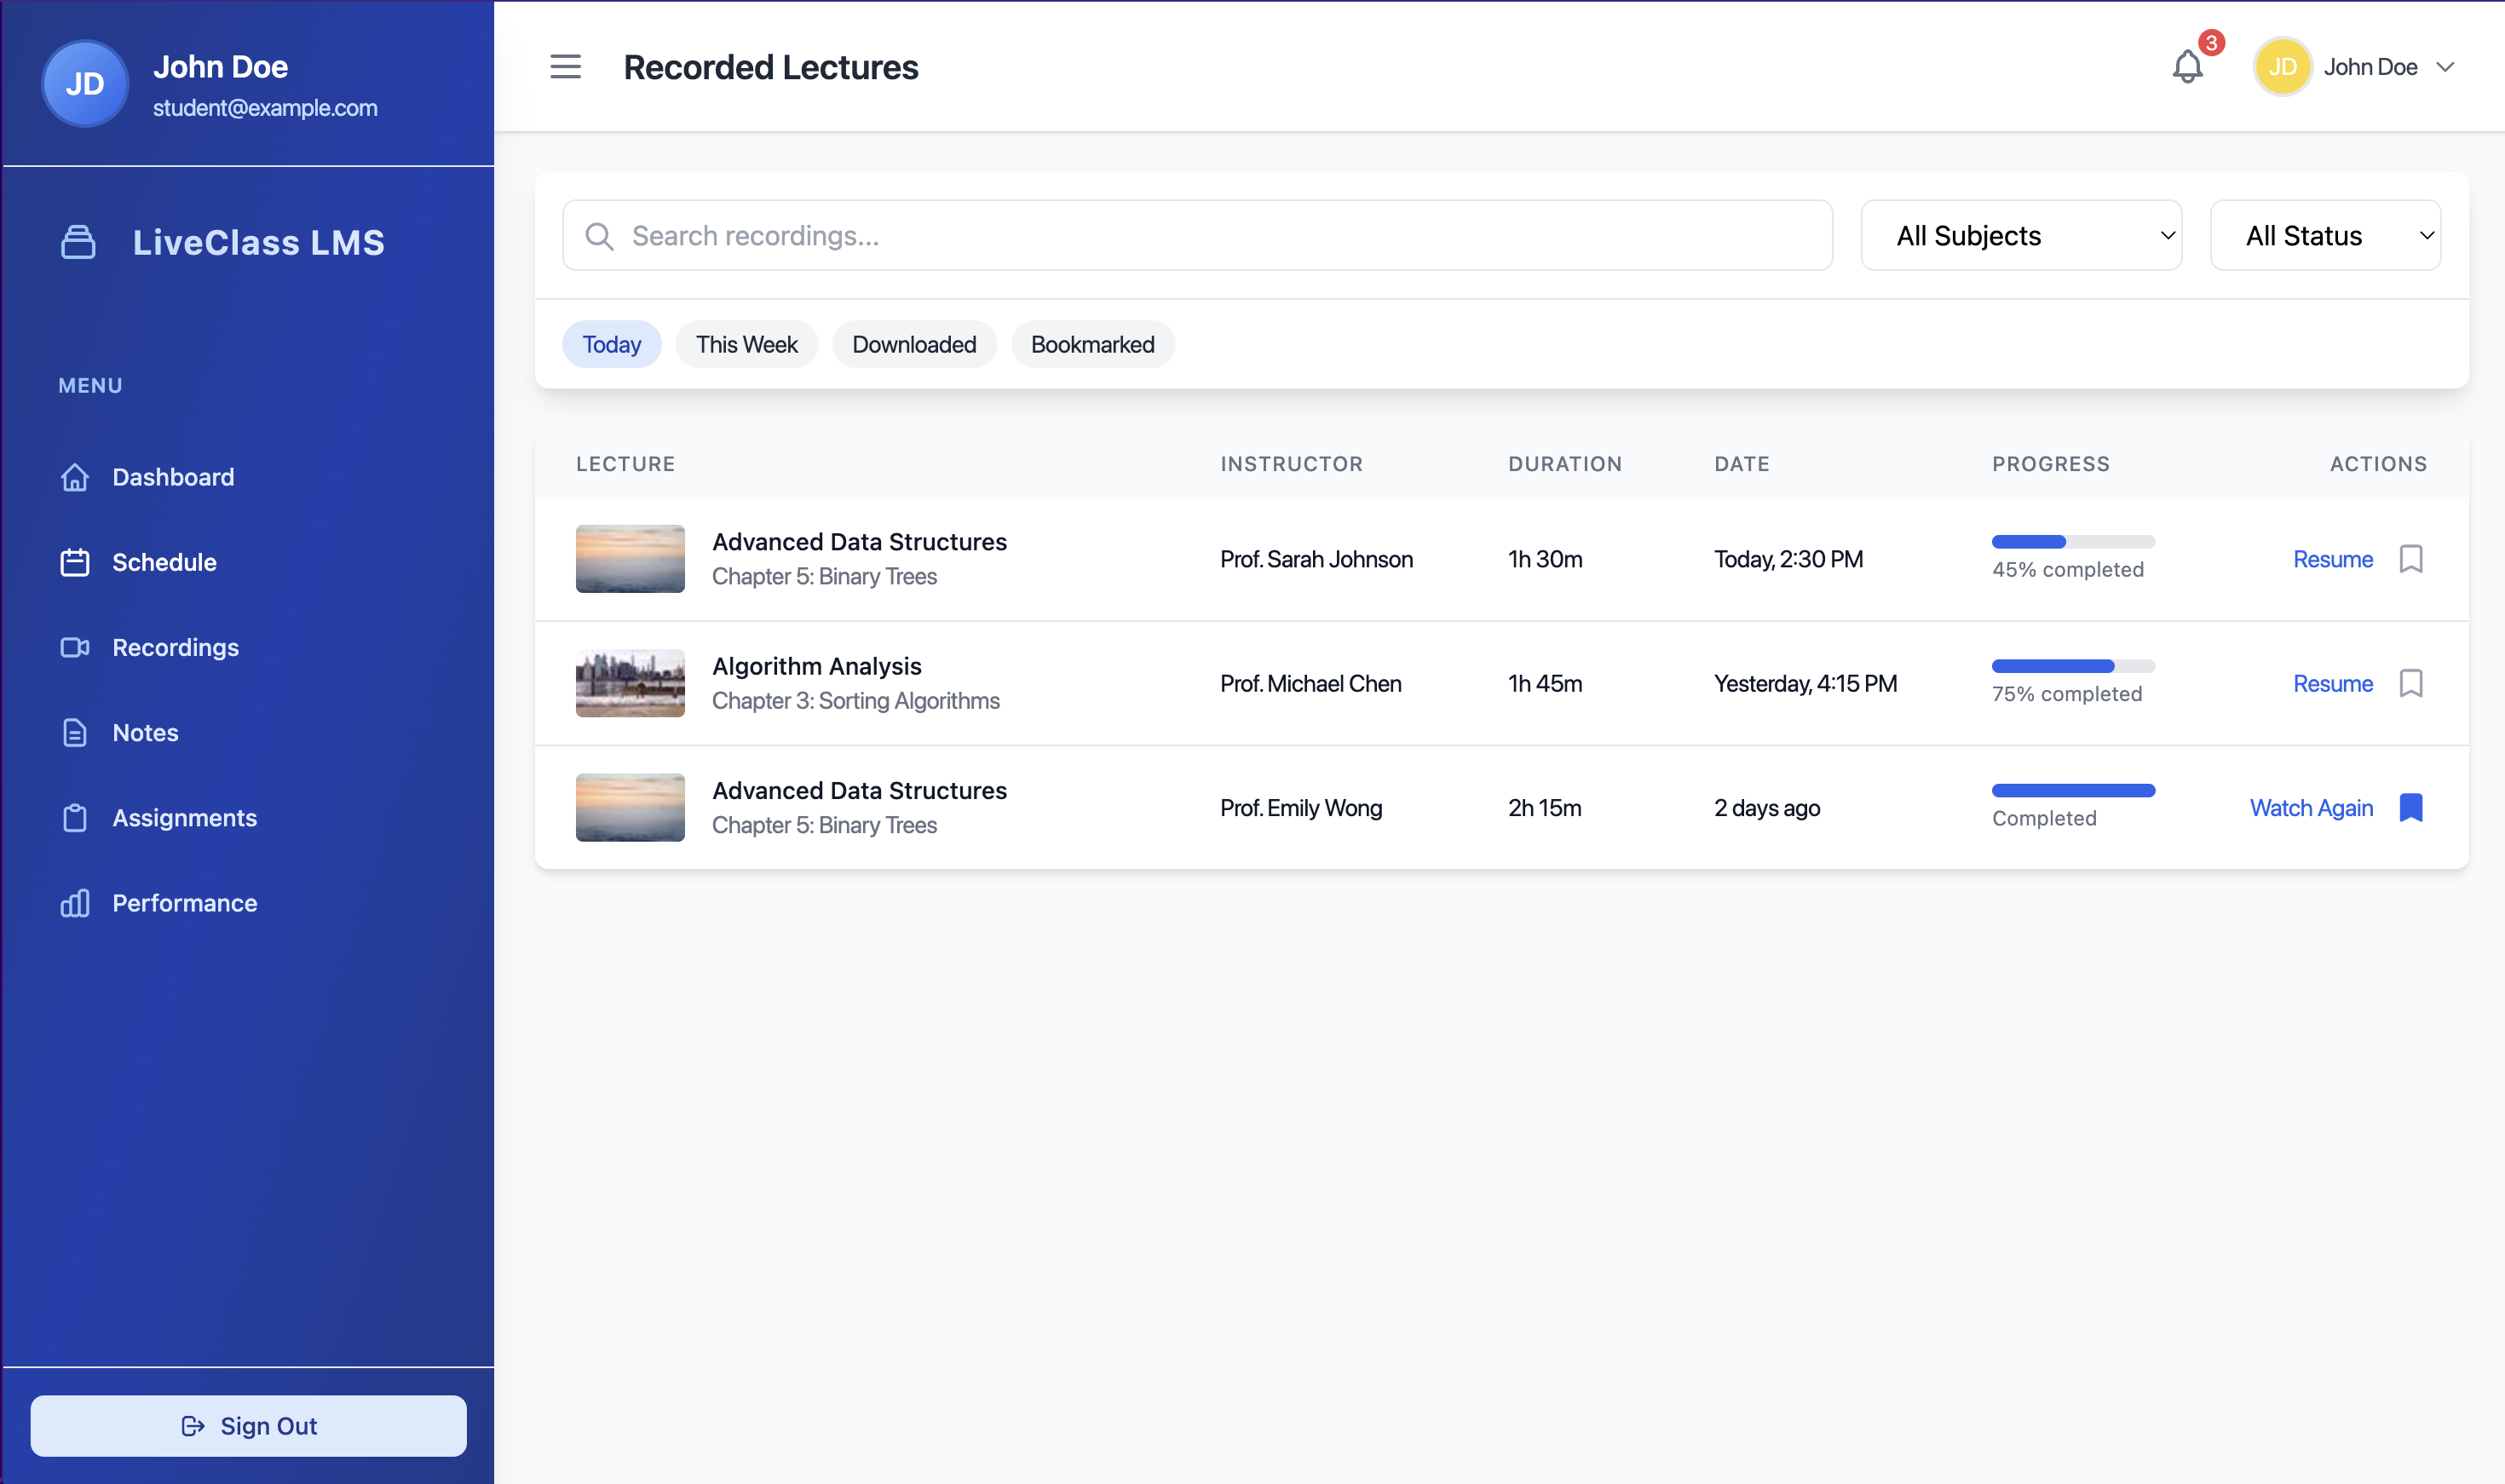 JD
John Doe
student@example.com
LiveClass LMS
MENU
Dashboard
Schedule
Recordings
Notes
Assignments
Performance
Sign Out
Recorded Lectures
3
JD
John Doe
Search recordings...
All Subjects
All Status
Today
This Week
Downloaded
Bookmarked
LECTURE INSTRUCTOR DURATION DATE PROGRESS ACTIONS
Advanced Data Structures
Chapter 5: Binary Trees
Prof. Sarah Johnson
1h 30m
Today, 2:30 PM
45% completed
Resume
Algorithm Analysis
Chapter 3: Sorting Algorithms
Prof. Michael Chen
1h 45m
Yesterday, 4:15 PM
75% completed
Resume
Advanced Data Structures
Chapter 5: Binary Trees
Prof. Emily Wong
2h 15m
2 days ago
Completed
Watch Again